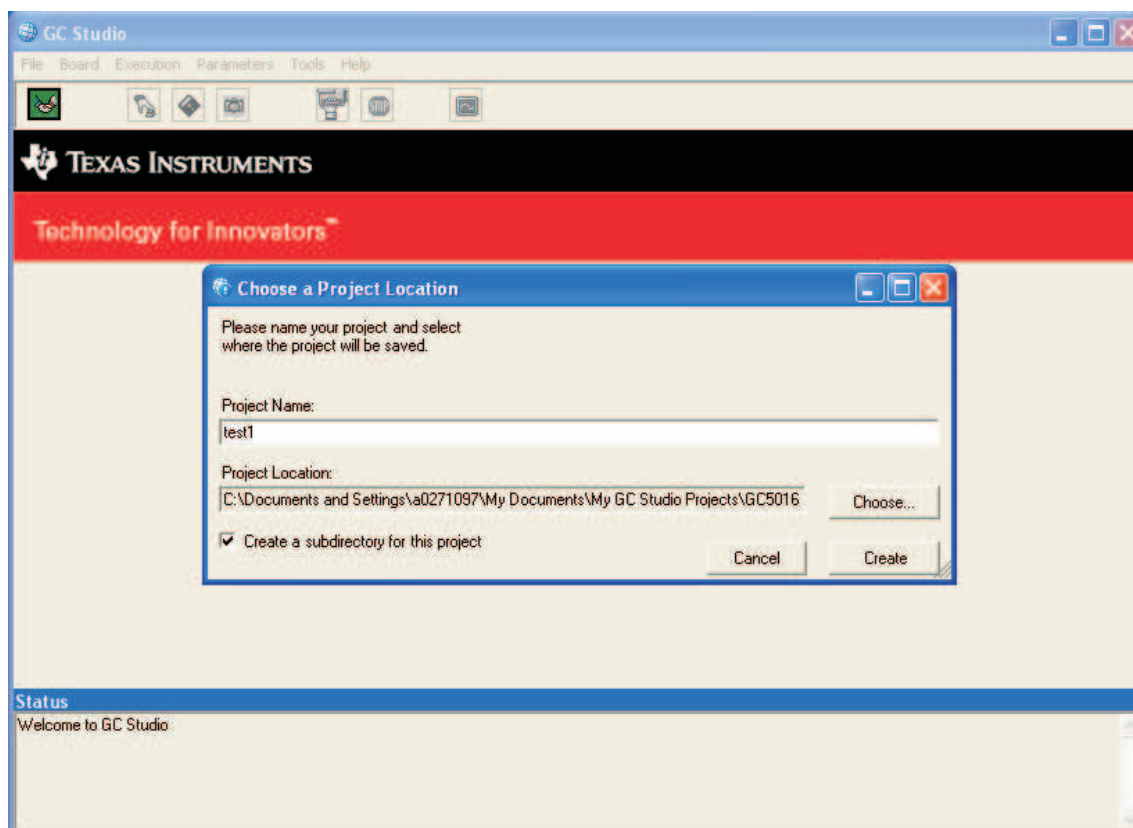 GC Studio
File Board Execution Parameters Tools Help
STOP
TEXAS INSTRUMENTS
Technology for Innovators™
Choose a Project Location
Please name your project and select
where the project will be saved.
Project Name:
test1
Project Location:
C:\Documents and Settings\a0271097\My Documents\My GC Studio Projects\GC5016
Choose...
Create a subdirectory for this project
Cancel
Create
Status
Welcome to GC Studio